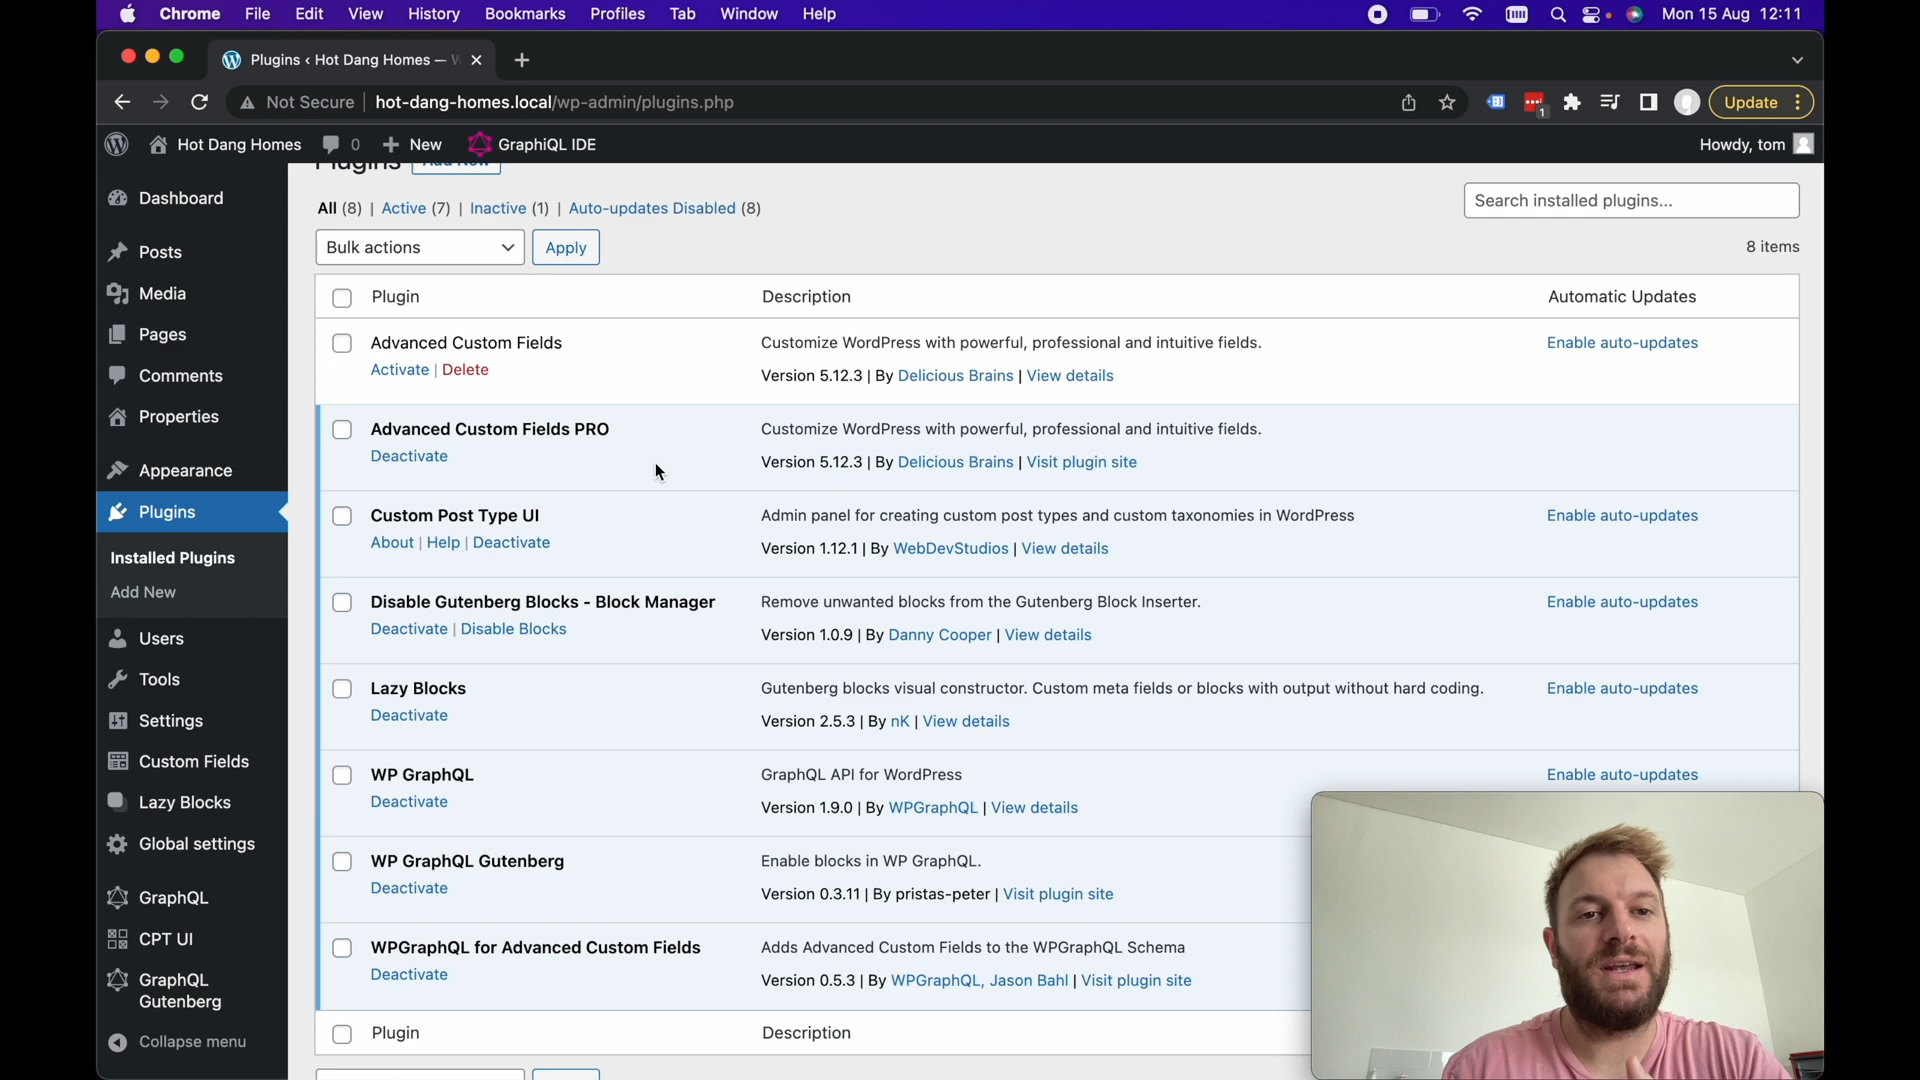 Chrome File Edit View History Bookmarks Profiles Tab Window Help Mon 15 Aug 12:11
Plugins ‹ Hot Dang Homes —
Not Secure hot-dang-homes.local/wp-admin/plugins.php 1 Update
Hot Dang Homes 0 New GraphiQL IDE Howdy, tom
Plugins Add New
Dashboard
Posts
Media
Pages
Comments
Properties
Appearance
Plugins
Installed Plugins
Add New
Users
Tools
Settings
Custom Fields
Lazy Blocks
Global settings
GraphQL
CPT UI
GraphQL
Gutenberg
Collapse menu
All (8) | Active (7) | Inactive (1) | Auto-updates Disabled (8)
Search installed plugins...
Bulk actions Apply 8 items
Plugin Description Automatic Updates
Advanced Custom Fields Customize WordPress with powerful, professional and intuitive fields. Enable auto-updates
Activate | Delete Version 5.12.3 | By Delicious Brains | View details
Advanced Custom Fields PRO Customize WordPress with powerful, professional and intuitive fields.
Deactivate Version 5.12.3 | By Delicious Brains | Visit plugin site
Custom Post Type UI Admin panel for creating custom post types and custom taxonomies in WordPress Enable auto-updates
About | Help | Deactivate Version 1.12.1 | By WebDevStudios | View details
Disable Gutenberg Blocks - Block Manager Remove unwanted blocks from the Gutenberg Block Inserter. Enable auto-updates
Deactivate | Disable Blocks Version 1.0.9 | By Danny Cooper | View details
Lazy Blocks Gutenberg blocks visual constructor. Custom meta fields or blocks with output without hard coding. Enable auto-updates
Deactivate Version 2.5.3 | By nK | View details
WP GraphQL GraphQL API for WordPress Enable auto-updates
Deactivate Version 1.9.0 | By WPGraphQL | View details
WP GraphQL Gutenberg Enable blocks in WP GraphQL.
Deactivate Version 0.3.11 | By pristas-peter | Visit plugin site
WPGraphQL for Advanced Custom Fields Adds Advanced Custom Fields to the WPGraphQL Schema
Deactivate Version 0.5.3 | By WPGraphQL, Jason Bahl | Visit plugin site
Plugin Description